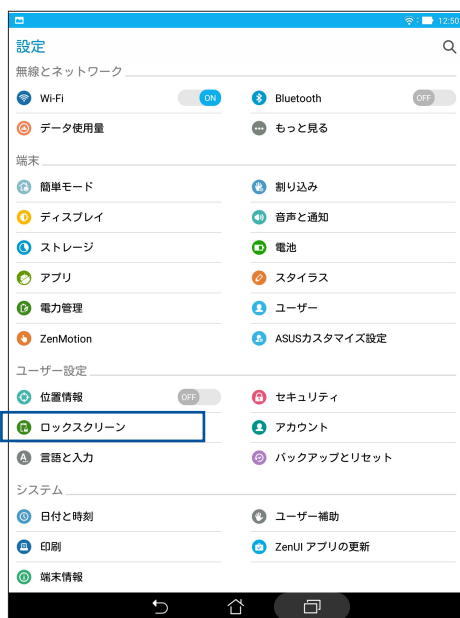 12:50
設定
無線とネットワーク
Wi-Fi ON Bluetooth OFF
データ使用量 もっと見る
端末
簡単モード 割り込み
ディスプレイ 音声と通知
ストレージ 電池
アプリ スタイラス
電力管理 ユーザー
ZenMotion ASUSカスタマイズ設定
ユーザー設定
位置情報 OFF セキュリティ
ロックスクリーン アカウント
A 言語と入力 バックアップとリセット
システム
日付と時刻 ユーザー補助
印刷 ZenUI アプリの更新
端末情報